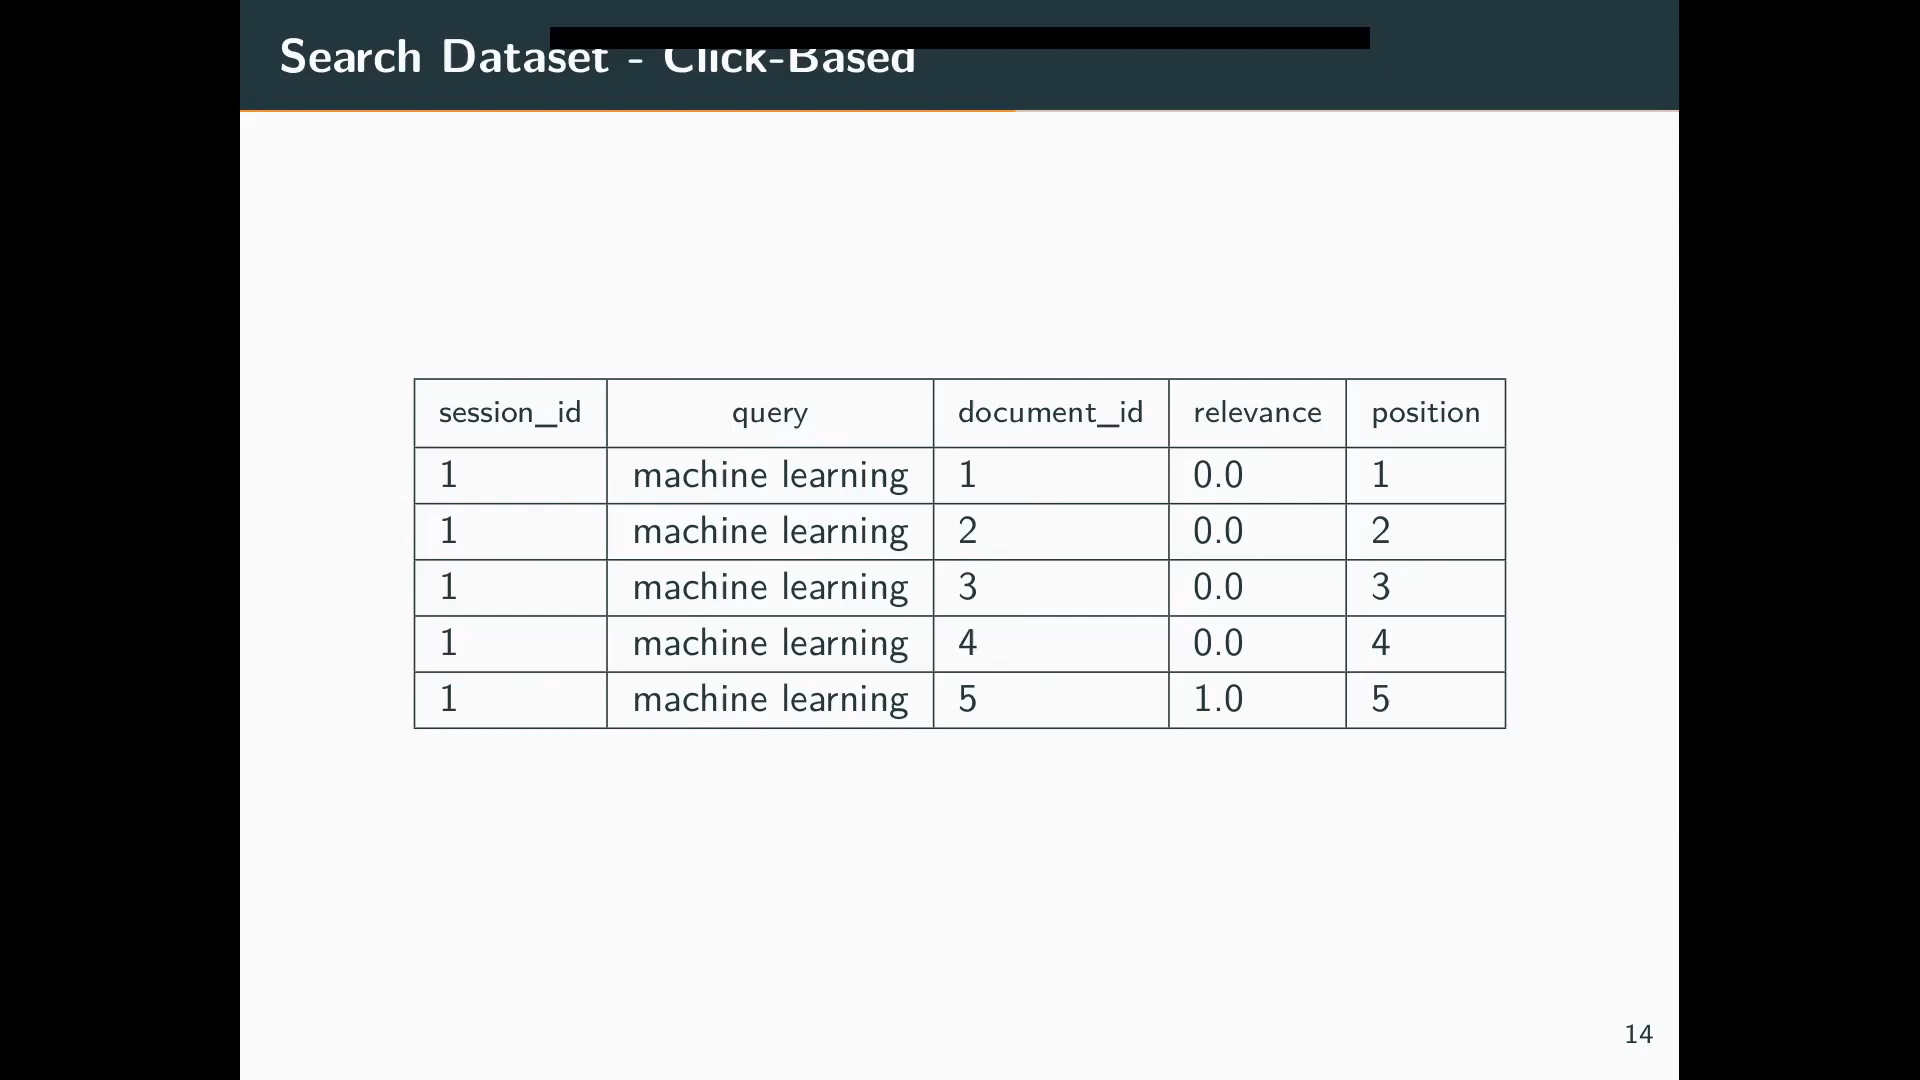 Search Dataset - Click-Based
session_id query document_id relevance position
1 machine learning 1 0.0 1
1 machine learning 2 0.0 2
1 machine learning 3 0.0 3
1 machine learning 4 0.0 4
1 machine learning 5 1.0 5
14